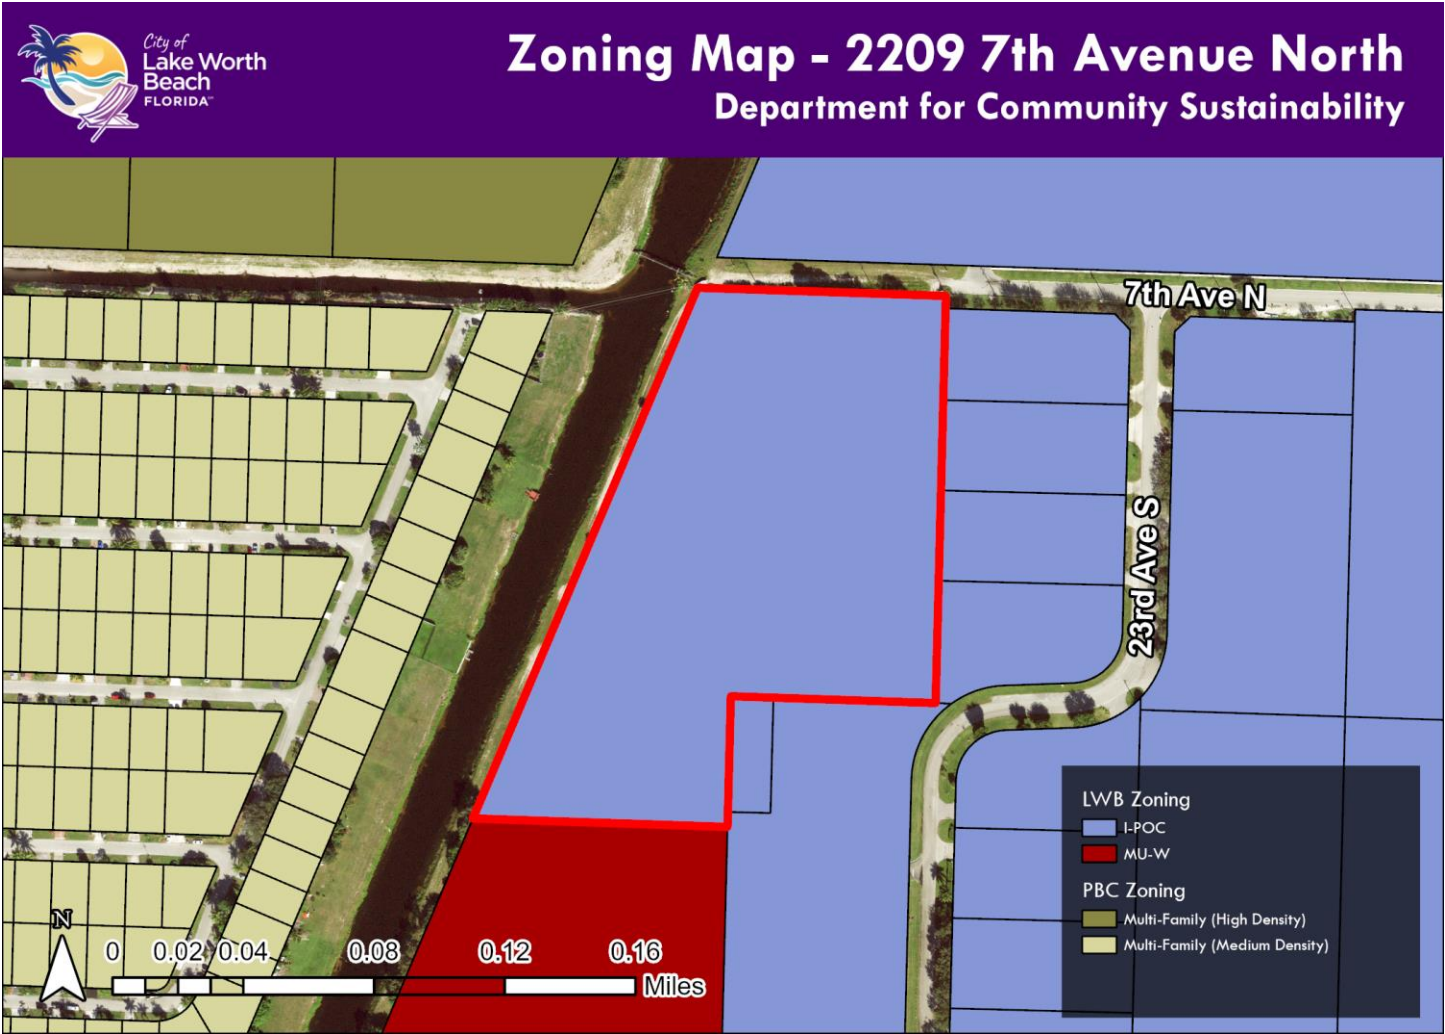 City of
Lake Worth
Beach
FLORIDA™
Zoning Map - 2209 7th Avenue North
Department for Community Sustainability
7th Ave N
23rd Ave S
LWB Zoning
I-POC
MU-W
PBC Zoning
Multi-Family (High Density)
Multi-Family (Medium Density)
N
0 0.02 0.04 0.08 0.12 0.16
Miles